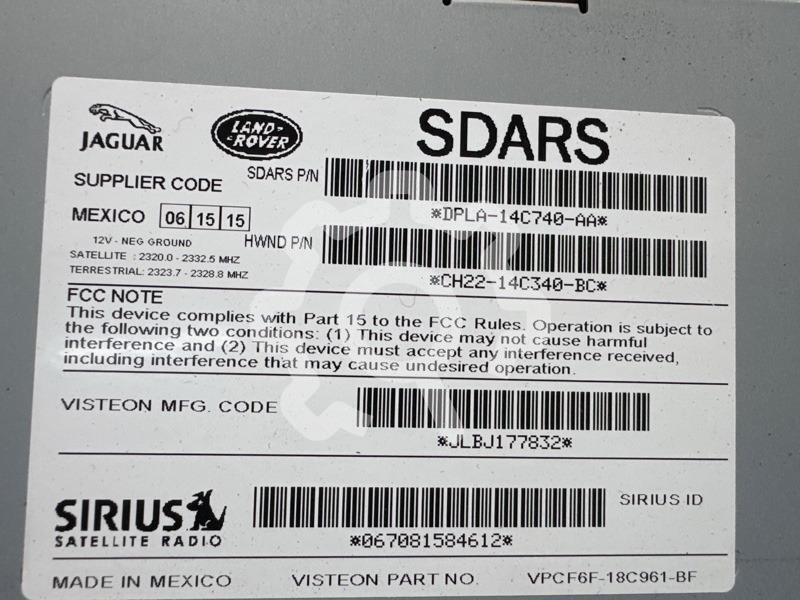 JAGUAR
LAND-
ROVER
SDARS
SUPPLIER CODE
SDARS P/N
*DPLA-14C740-AA*
MEXICO 06 15 15
HWND P/N
*CH22-14C340-BC*
12V - NEG GROUND
SATELLITE : 2320.0 - 2332.5 MHZ
TERRESTRIAL: 2323.7 - 2328.8 MHZ
FCC NOTE
This device complies with Part 15 to the FCC Rules. Operation is subject to
the following two conditions: (1) This device may not cause harmful
interference and (2) This device must accept any interference received,
including interference that may cause undesired operation.
VISTEON MFG. CODE
*JLBJ177832*
SIRIUS
SATELLITE RADIO
SIRIUS ID
*067081584612*
MADE IN MEXICO VISTEON PART NO. VPCF6F-18C961-BF